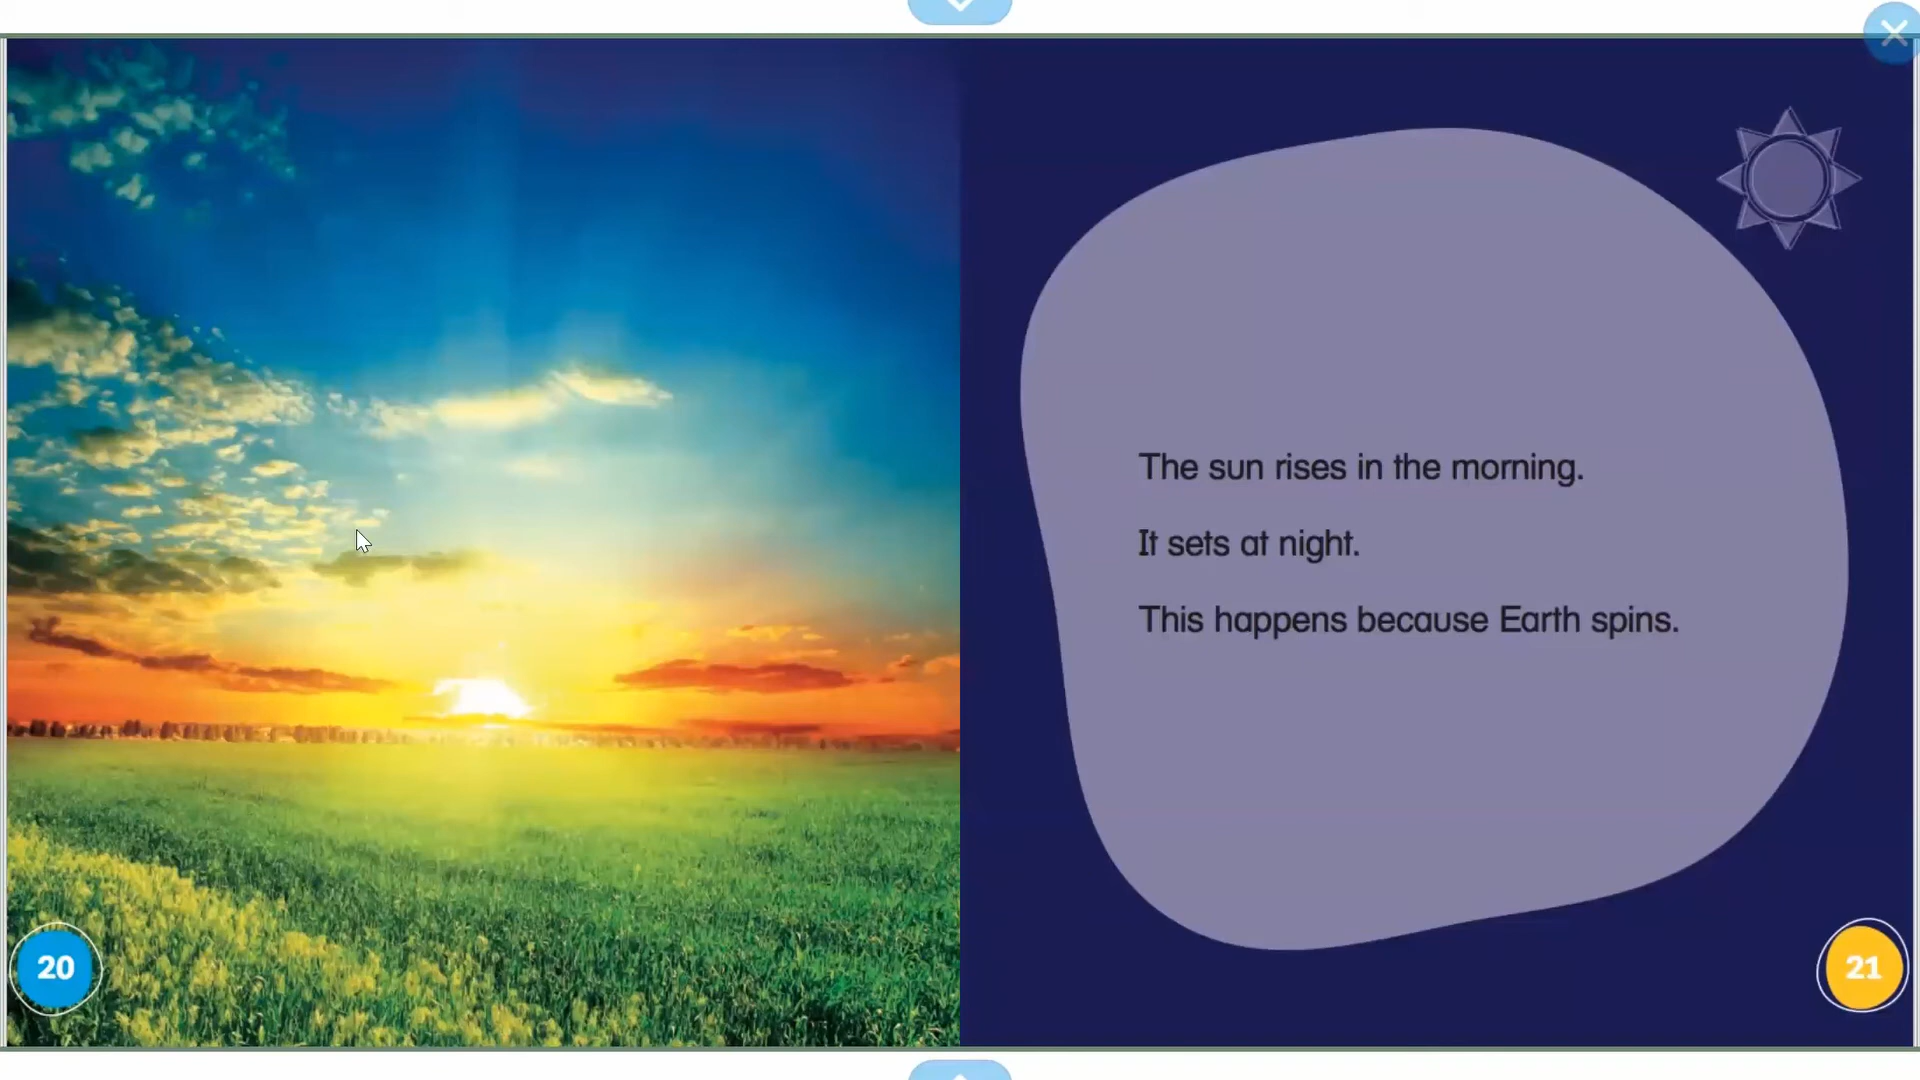 The sun rises in the morning.
It sets at night.
This happens because Earth spins.
20
21